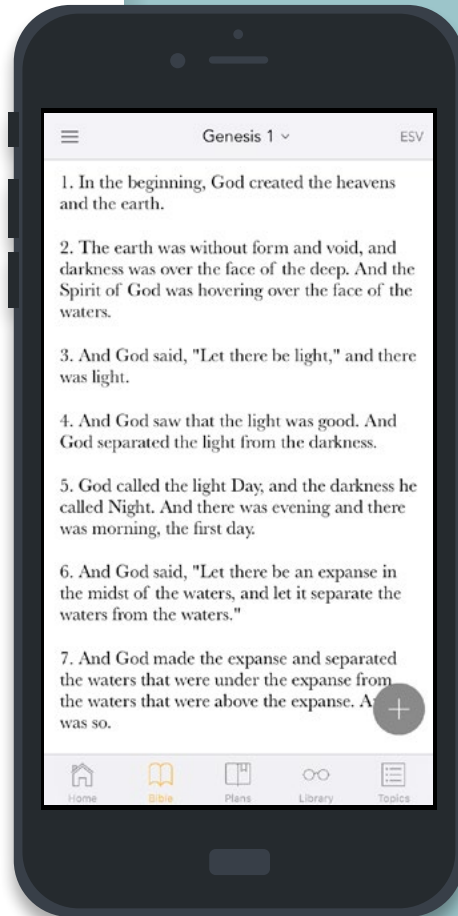 Genesis 1
ESV
1. In the beginning, God created the heavens
and the earth.
2. The earth was without form and void, and
darkness was over the face of the deep. And the
Spirit of God was hovering over the face of the
waters.
3. And God said, "Let there be light," and there
was light.
4. And God saw that the light was good. And
God separated the light from the darkness.
5. God called the light Day, and the darkness he
called Night. And there was evening and there
was morning, the first day.
6. And God said, "Let there be an expanse in
the midst of the waters, and let it separate the
waters from the waters."
7. And God made the expanse and separated
the waters that were under the expanse from
the waters that were above the expanse.
was so.
Home
Bible
Plans
Library
Topics